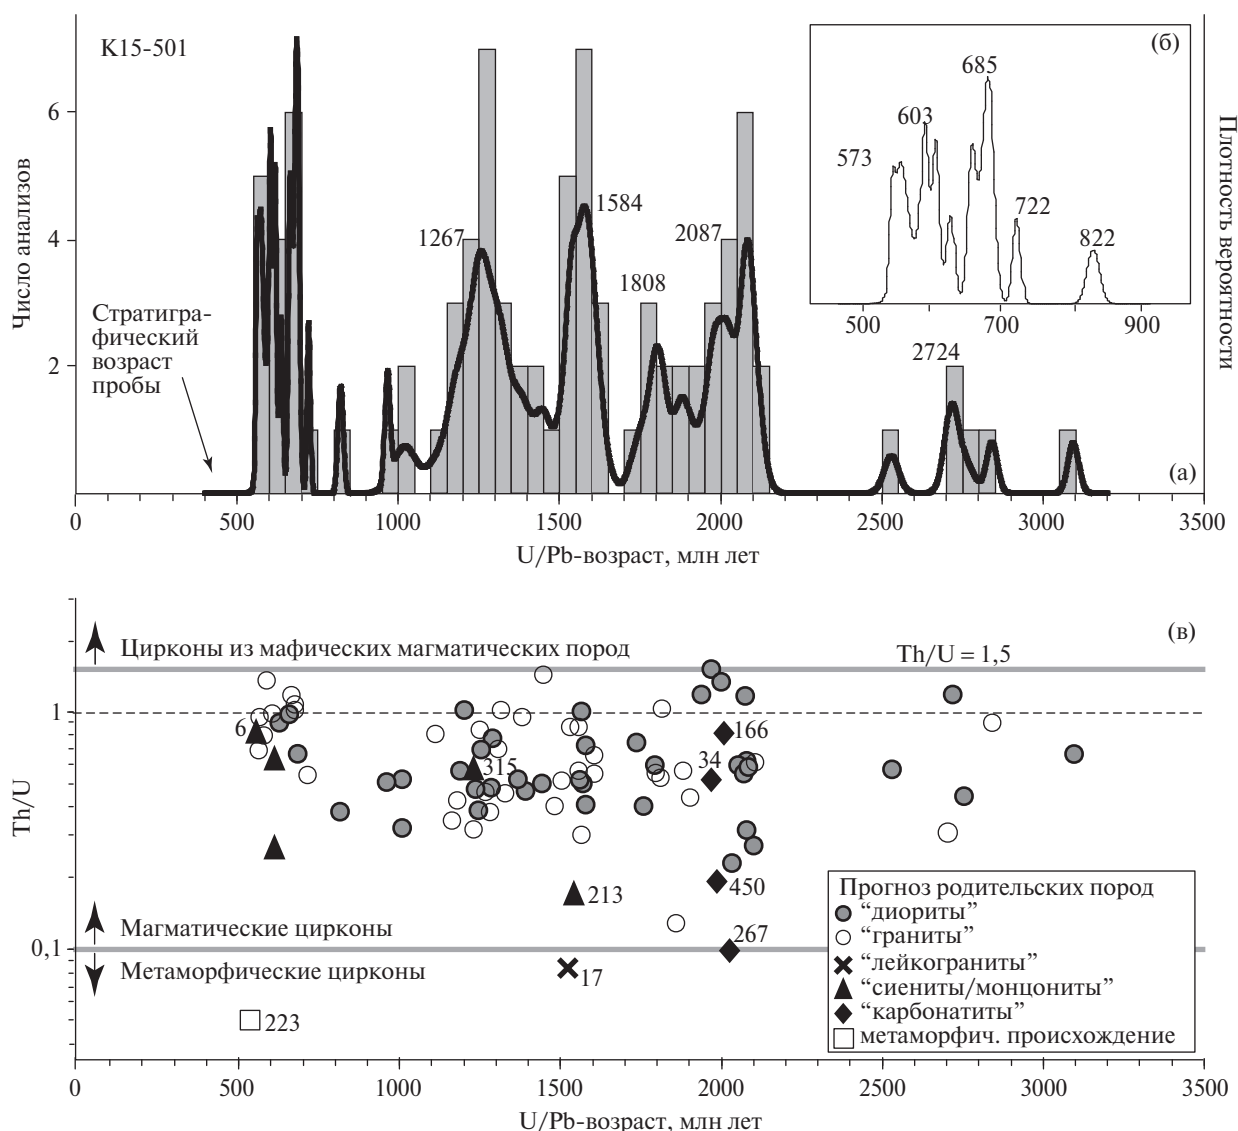 K15-501
Число анализов
6
4
2
Стратигра-
фический
возраст
пробы
1267
1584
1808
2087
2724
(а)
0 500 1000 1500 2000 2500 3000 3500
U/Pb-возраст, млн лет
Плотность вероятности
(б)
573
603
685
722
822
500 700 900
(в)
Цирконы из мафических магматических пород
Th/U = 1,5
Th/U
1
0,1
6
315
166
34
213
450
267
17
223
Магматические цирконы
Метаморфические цирконы
Прогноз родительских пород
“диориты”
“граниты”
“лейкограниты”
“сиениты/монцониты”
“карбонатиты”
метаморфич. происхождение
0 500 1000 1500 2000 2500 3000 3500
U/Pb-возраст, млн лет